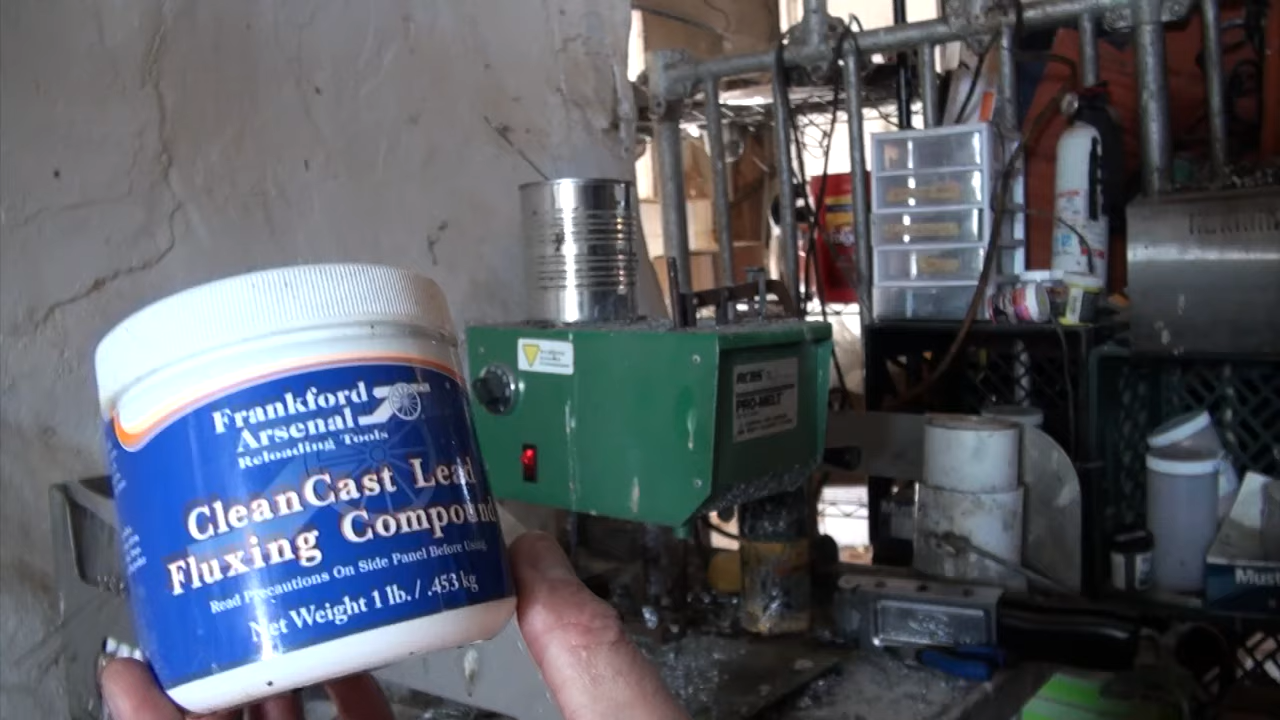 Frankford
Arsenal
Reloading Tools
CleanCast Lead
Fluxing Compound
Read Precautions On Side Panel Before Using.
Net Weight 1 lb. / .453 kg
RCBS
PRO-MELT